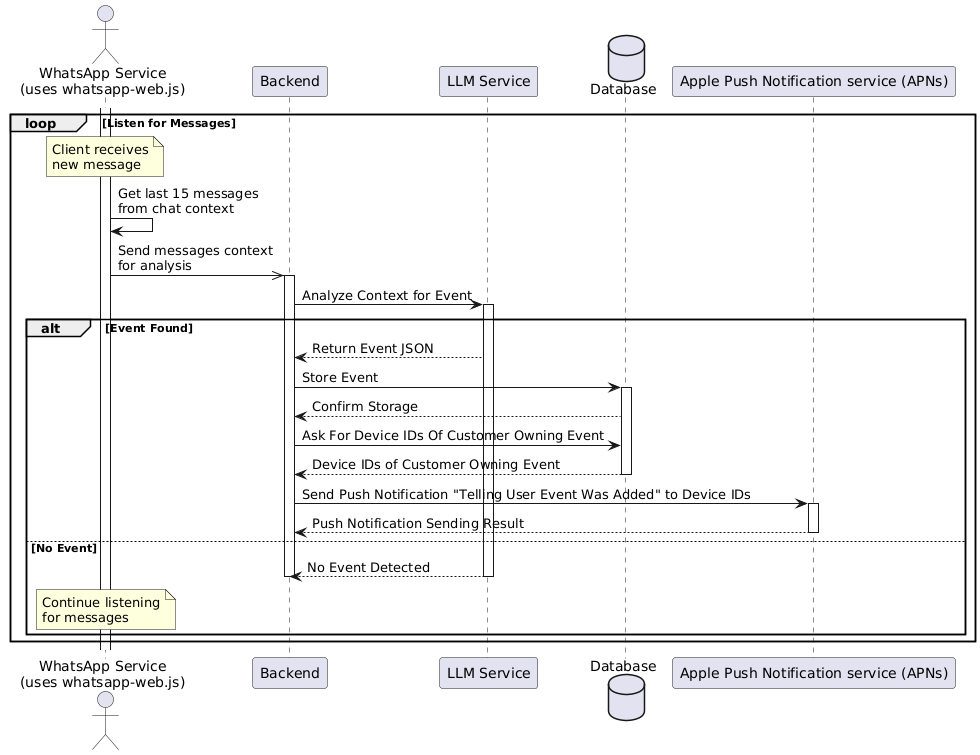 WhatsApp Service
(uses whatsapp-web.js)
Backend
LLM Service
Database
Apple Push Notification service (APNs)
loop
[Listen for Messages]
Client receives
new message
Get last 15 messages
from chat context
Send messages context
for analysis
Analyze Context for Event
alt
[Event Found]
Return Event JSON
Store Event
Confirm Storage
Ask For Device IDs Of Customer Owning Event
Device IDs of Customer Owning Event
Send Push Notification "Telling User Event Was Added" to Device IDs
Push Notification Sending Result
[No Event]
No Event Detected
Continue listening
for messages
WhatsApp Service
(uses whatsapp-web.js)
Backend
LLM Service
Database
Apple Push Notification service (APNs)